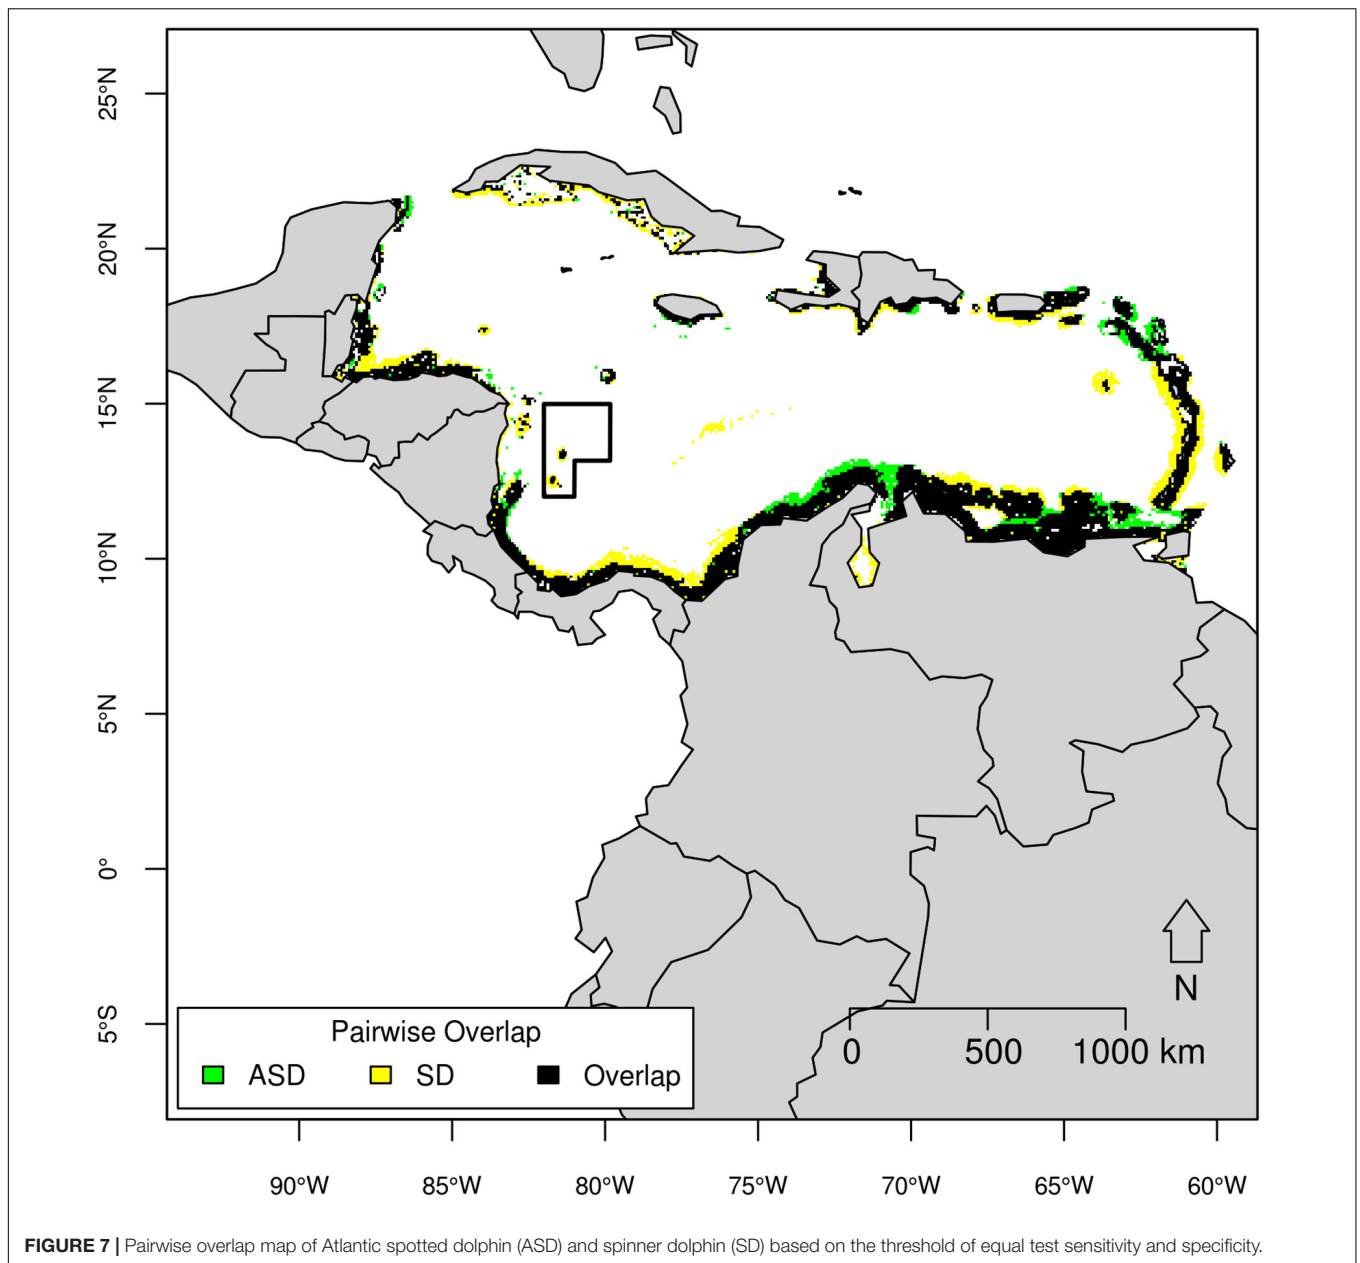 25°N
20°N
15°N
10°N
5°N
0°
5°S
N
0 500 1000 km
Pairwise Overlap
ASD SD Overlap
90°W 85°W 80°W 75°W 70°W 65°W 60°W
FIGURE 7 | Pairwise overlap map of Atlantic spotted dolphin (ASD) and spinner dolphin (SD) based on the threshold of equal test sensitivity and specificity.